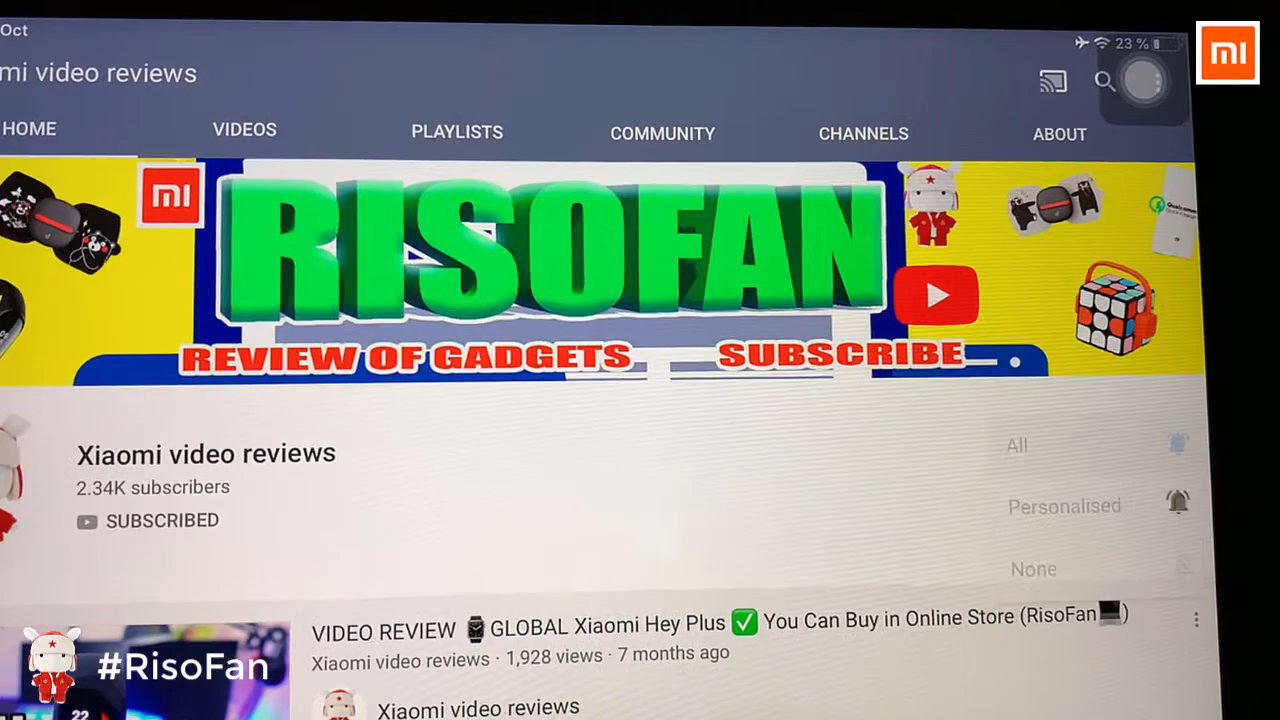 Oct
23 %
mi
mi video reviews
HOME VIDEOS PLAYLISTS COMMUNITY CHANNELS ABOUT
mi
RISOFAN
REVIEW OF GADGETS SUBSCRIBE
Xiaomi video reviews
2.34K subscribers
SUBSCRIBED
All
Personalised
None
VIDEO REVIEW ⌚GLOBAL Xiaomi Hey Plus ✅ You Can Buy in Online Store (RisoFan💻)
Xiaomi video reviews · 1,928 views · 7 months ago
#RisoFan
22
Xiaomi video reviews